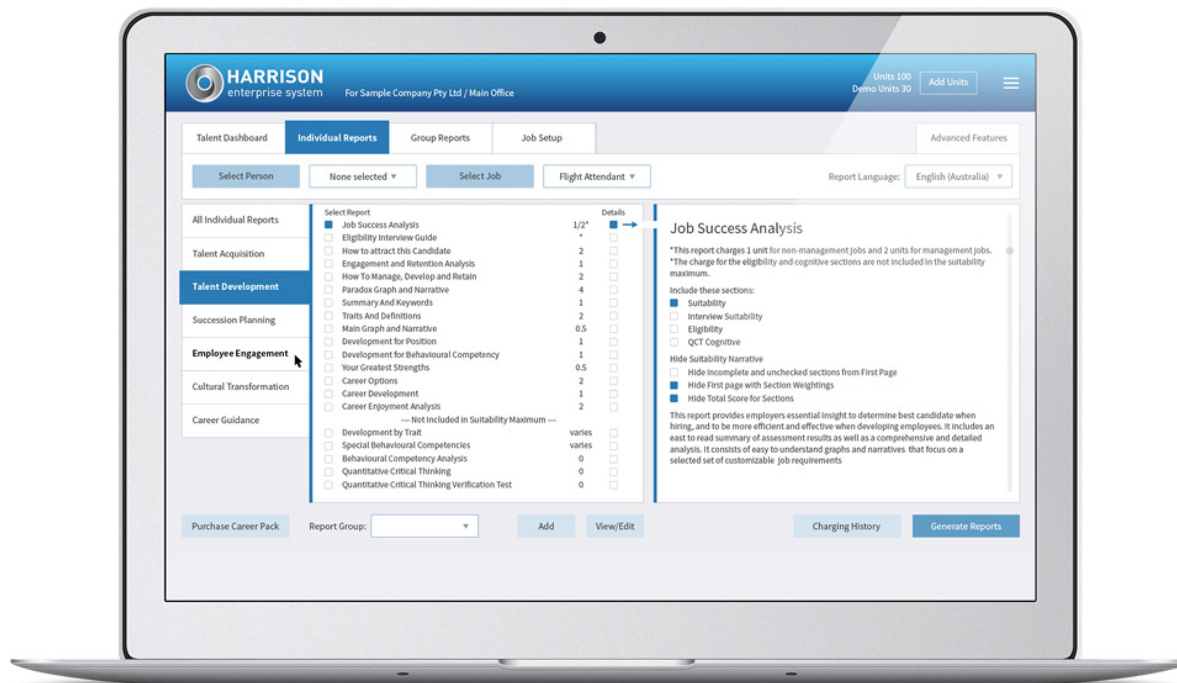 HARRISON
enterprise system
For Sample Company Pty Ltd / Main Office
Units 100
Demo Units 30
Add Units
Talent Dashboard
Individual Reports
Group Reports
Job Setup
Advanced Features
Select Person
None selected
Select Job
Flight Attendant
Report Language:
English (Australia)
All Individual Reports
Talent Acquisition
Talent Development
Succession Planning
Employee Engagement
Cultural Transformation
Career Guidance
Select Report Details
Job Success Analysis 1/2*
Eligibility Interview Guide *
How to attract this Candidate 2
Engagement and Retention Analysis 1
How To Manage, Develop and Retain 2
Paradox Graph and Narrative 4
Summary And Keywords 1
Traits And Definitions 2
Main Graph and Narrative 0.5
Development for Position 1
Development for Behavioural Competency 1
Your Greatest Strengths 0.5
Career Options 2
Career Development 1
Career Enjoyment Analysis 2
--- Not Included in Suitability Maximum ---
Development by Trait varies
Special Behavioural Competencies varies
Behavioural Competency Analysis 0
Quantitative Critical Thinking 0
Quantitative Critical Thinking Verification Test 0
Job Success Analysis
*This report charges 1 unit for non-management jobs and 2 units for management jobs.
*The charge for the eligibility and cognitive sections are not included in the suitability
maximum.
Include these sections:
Suitability
Interview Suitability
Eligibility
QCT Cognitive
Hide Suitability Narrative
Hide incomplete and unchecked sections from First Page
Hide First page with Section Weightings
Hide Total Score for Sections
This report provides employers essential insight to determine best candidate when
hiring, and to be more efficient and effective when developing employees. It includes an
east to read summary of assessment results as well as a comprehensive and detailed
analysis. It consists of easy to understand graphs and narratives that focus on a
selected set of customizable job requirements
Purchase Career Pack
Report Group:
Add
View/Edit
Charging History
Generate Reports